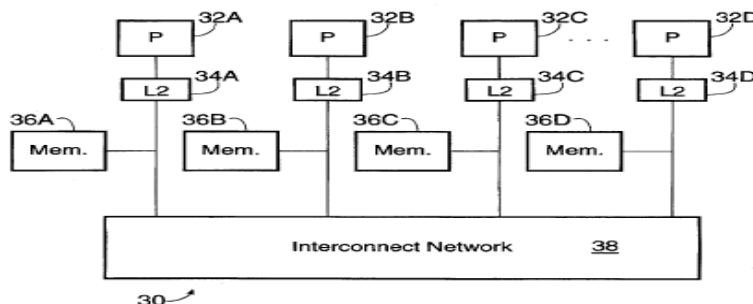 32A 32B 32C 32D
P P P . . . P
34A 34B 34C 34D
L2 L2 L2 L2
36A 36B 36C 36D
Mem. Mem. Mem. Mem.
Interconnect Network 38
30